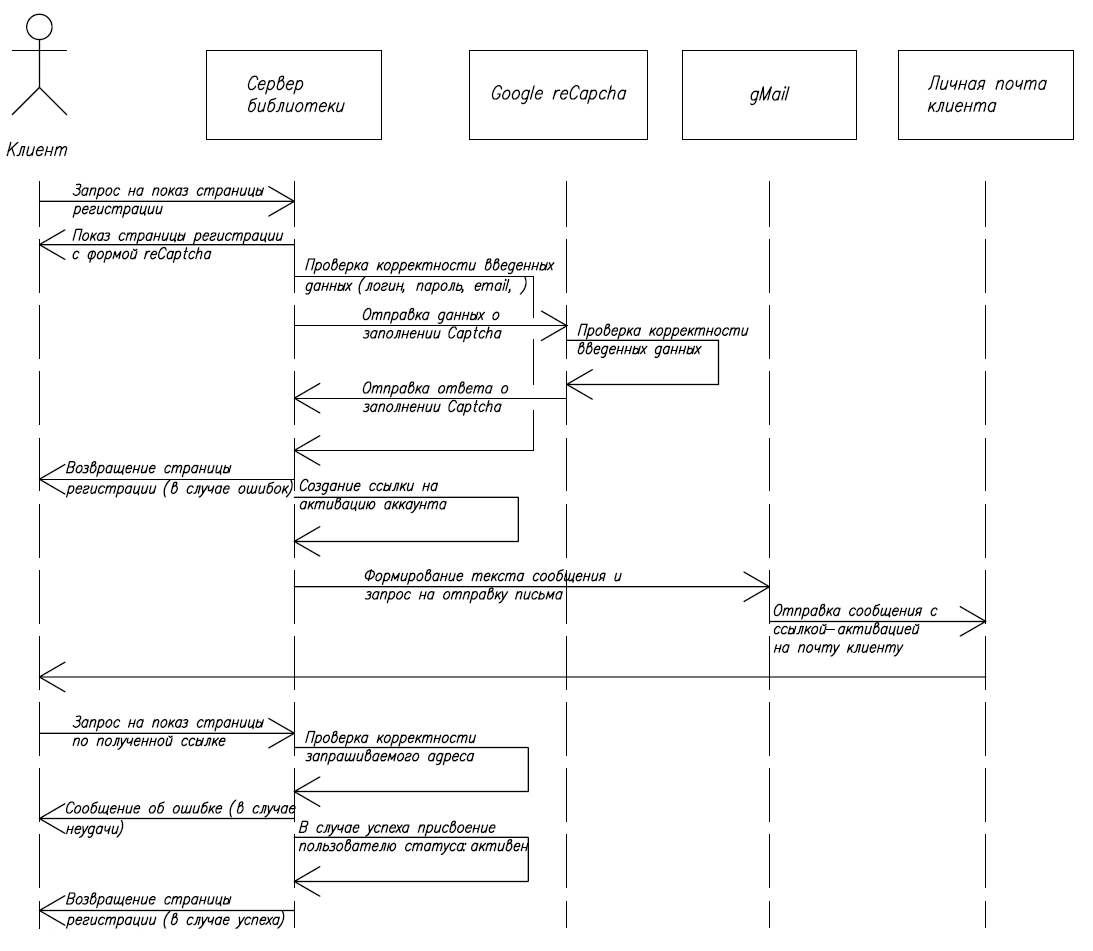 Клиент
Сервер
библиотеки
Google reCapcha
gMail
Личная почта
клиента
Запрос на показ страницы
регистрации
Показ страницы регистрации
с формой reCaptcha
Проверка корректности введенных
данных (логин, пароль, email, )
Отправка данных о
заполнении Captcha
Проверка корректности
введенных данных
Отправка ответа о
заполнении Captcha
Возвращение страницы
регистрации (в случае ошибок)
Создание ссылки на
активацию аккаунта
Формирование текста сообщения и
запрос на отправку письма
Отправка сообщения с
ссылкой-активацией
на почту клиенту
Запрос на показ страницы
по полученной ссылке
Проверка корректности
запрашиваемого адреса
Сообщение об ошибке (в случае
неудачи)
В случае успеха присвоение
пользователю статуса: активен
Возвращение страницы
регистрации (в случае успеха)